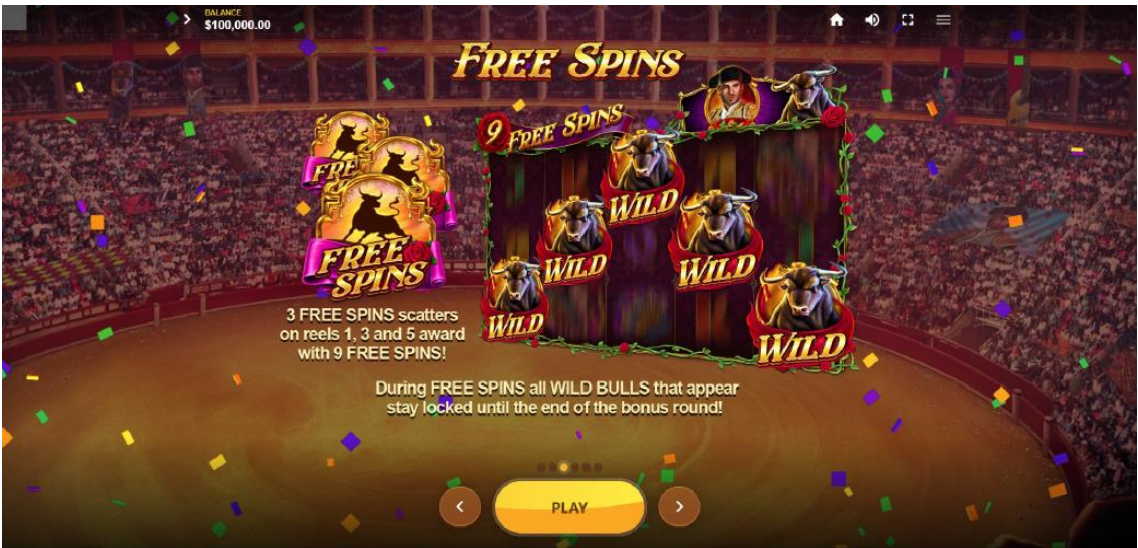 BALANCE
$100,000.00
FREE SPINS
9 FREE SPINS
FRE
FREE
SPINS
WILD
WILD
WILD
WILD
WILD
3 FREE SPINS scatters
on reels 1, 3 and 5 award
with 9 FREE SPINS!
During FREE SPINS all WILD BULLS that appear
stay locked until the end of the bonus round!
PLAY